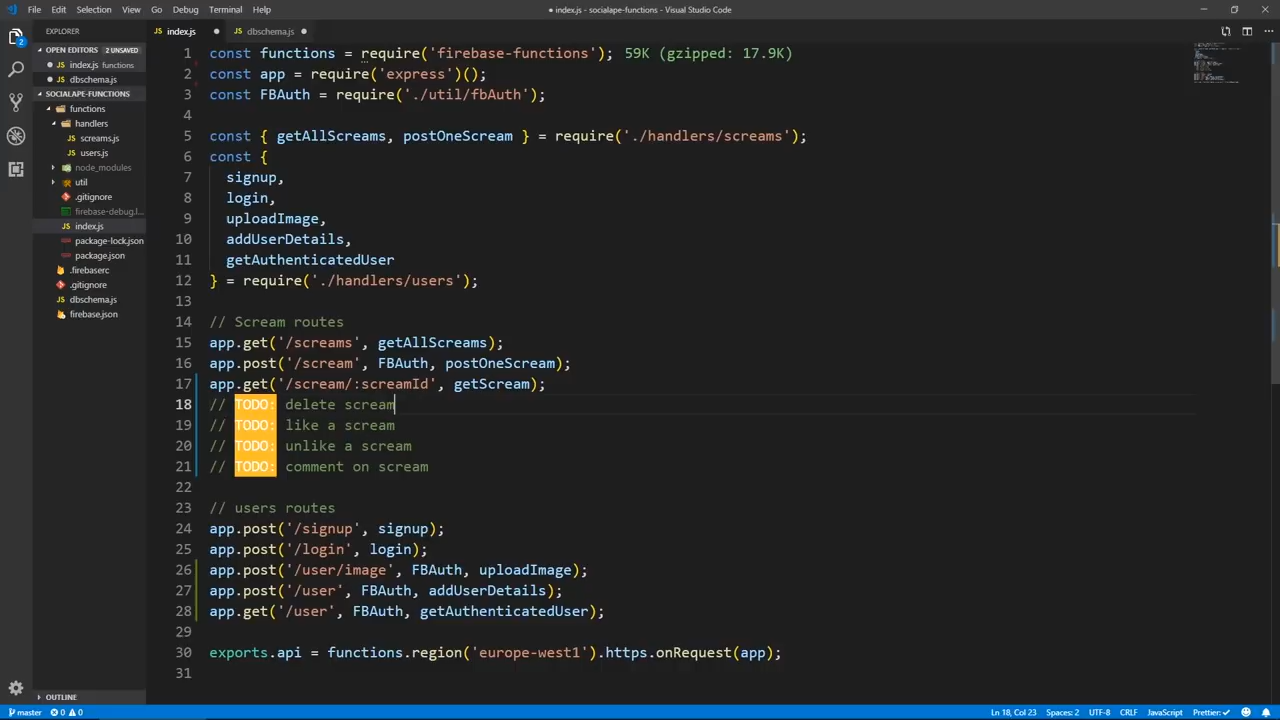 File Edit Selection View Go Debug Terminal Help
● index.js - socialape-functions - Visual Studio Code
EXPLORER
index.js ●
dbschema.js ●
OPEN EDITORS 2 UNSAVED
● index.js functions
● dbschema.js
SOCIALAPE-FUNCTIONS
functions
handlers
screams.js
users.js
node_modules
util
.gitignore
firebase-debug.l...
index.js
package-lock.json
package.json
.firebaserc
.gitignore
dbschema.js
firebase.json
OUTLINE
2
1 const functions = require('firebase-functions'); 59K (gzipped: 17.9K)
2 const app = require('express')();
3 const FBAuth = require('./util/fbAuth');
4
5 const { getAllScreams, postOneScream } = require('./handlers/screams');
6 const {
7 signup,
8 login,
9 uploadImage,
10 addUserDetails,
11 getAuthenticatedUser
12 } = require('./handlers/users');
13
14 // Scream routes
15 app.get('/screams', getAllScreams);
16 app.post('/scream', FBAuth, postOneScream);
17 app.get('/scream/:screamId', getScream);
18 // TODO: delete scream
19 // TODO: like a scream
20 // TODO: unlike a scream
21 // TODO: comment on scream
22
23 // users routes
24 app.post('/signup', signup);
25 app.post('/login', login);
26 app.post('/user/image', FBAuth, uploadImage);
27 app.post('/user', FBAuth, addUserDetails);
28 app.get('/user', FBAuth, getAuthenticatedUser);
29
30 exports.api = functions.region('europe-west1').https.onRequest(app);
31
master 0 0
Ln 18, Col 23 Spaces: 2 UTF-8 CRLF JavaScript Prettier: ✓